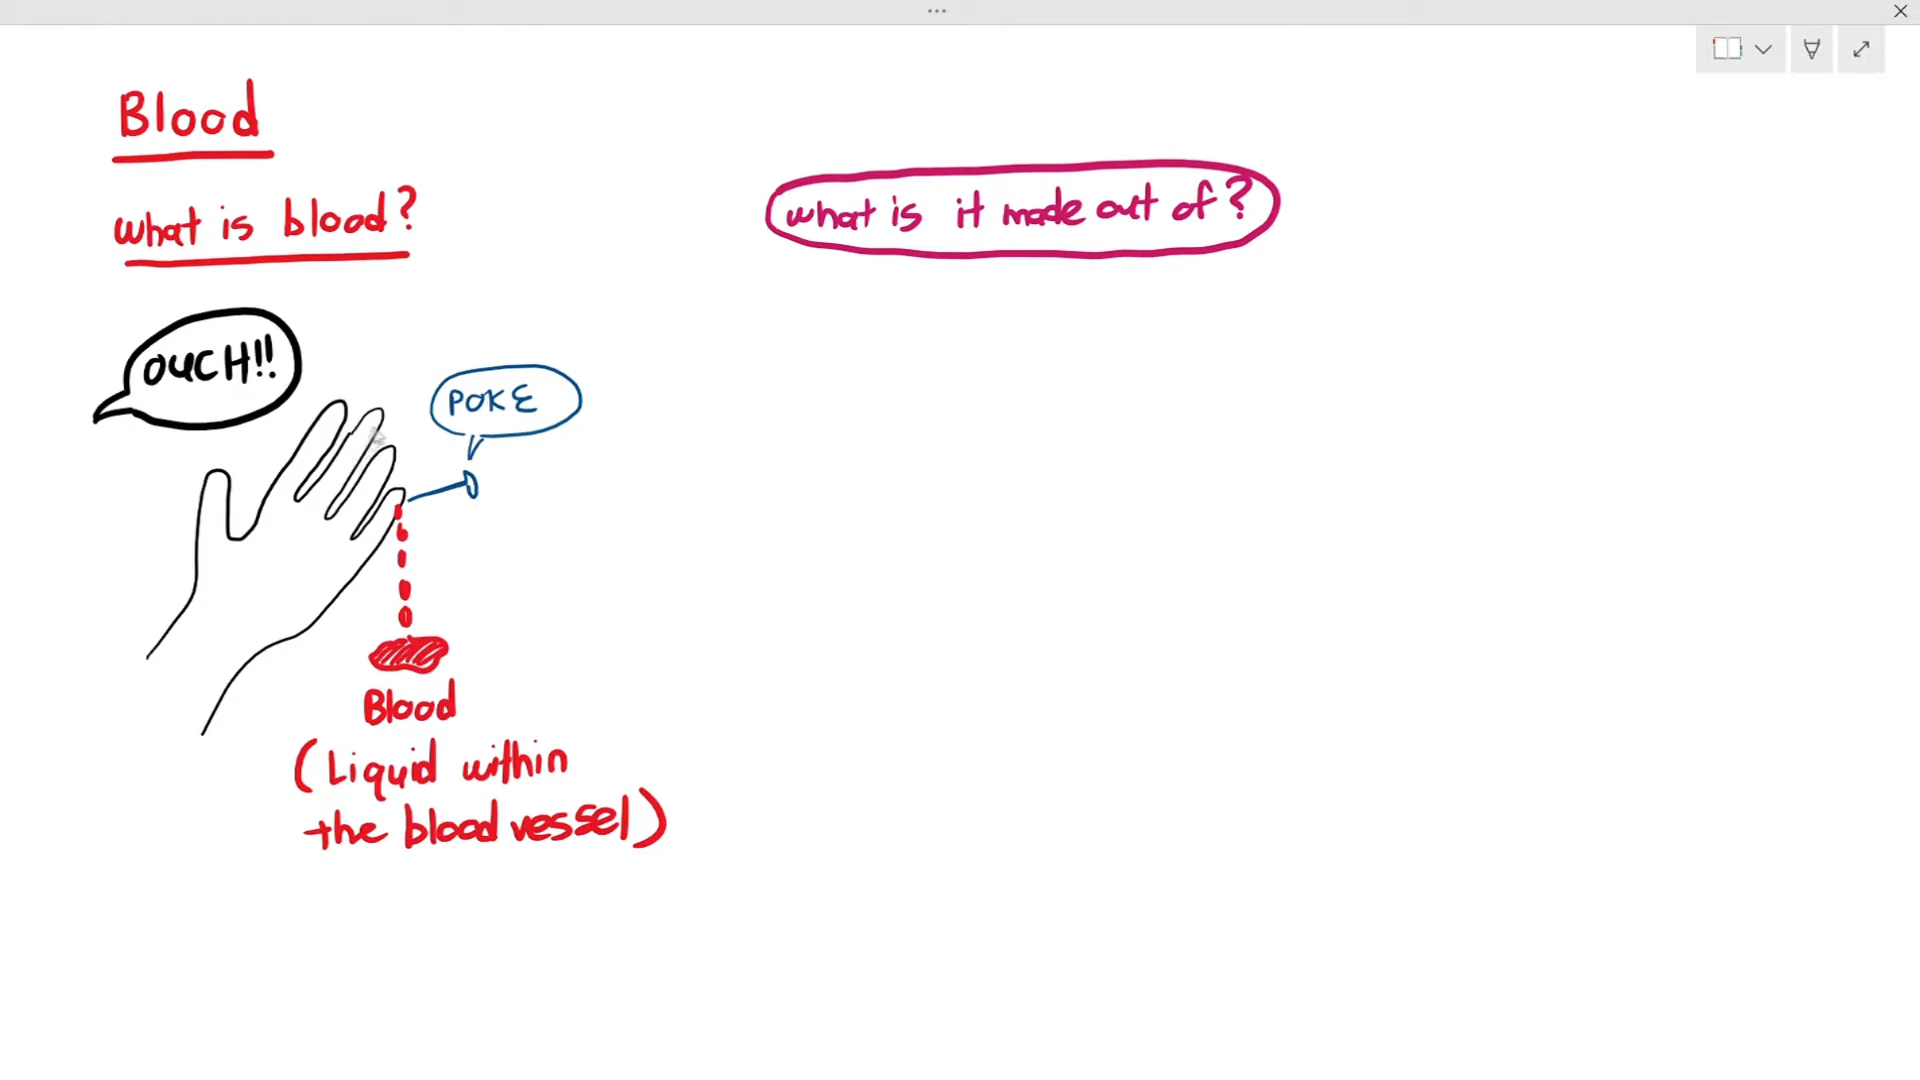 Blood
what is blood?
what is it made out of?
OUCH!!
POKE
Blood
(Liquid within
the blood vessel)